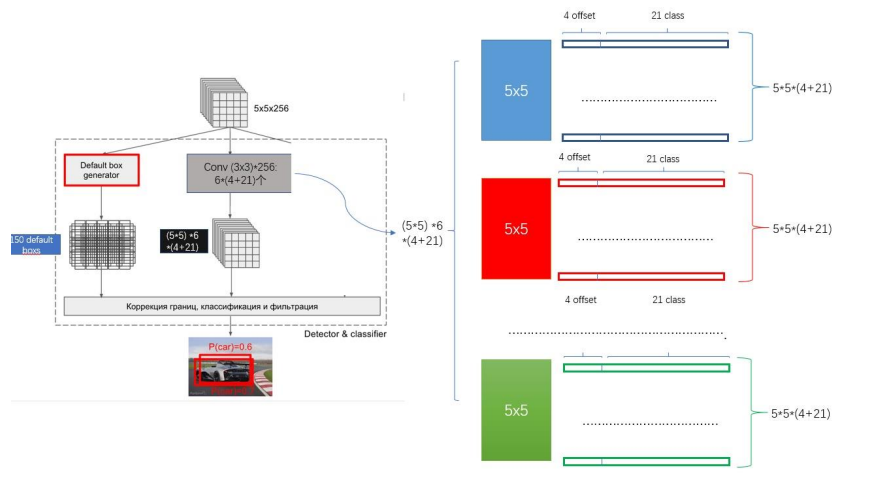 5x5x256
Default box
generator
Conv (3x3)*256:
6*(4+21)个
150 default
boxs
(5*5) *6
*(4+21)
Коррекция границ, классификация и фильтрация
Detector & classifier
P(car)=0.6
(5*5) *6
*(4+21)
4 offset
21 class
5x5
5*5*(4+21)
4 offset
21 class
5x5
5*5*(4+21)
4 offset
21 class
5x5
5*5*(4+21)